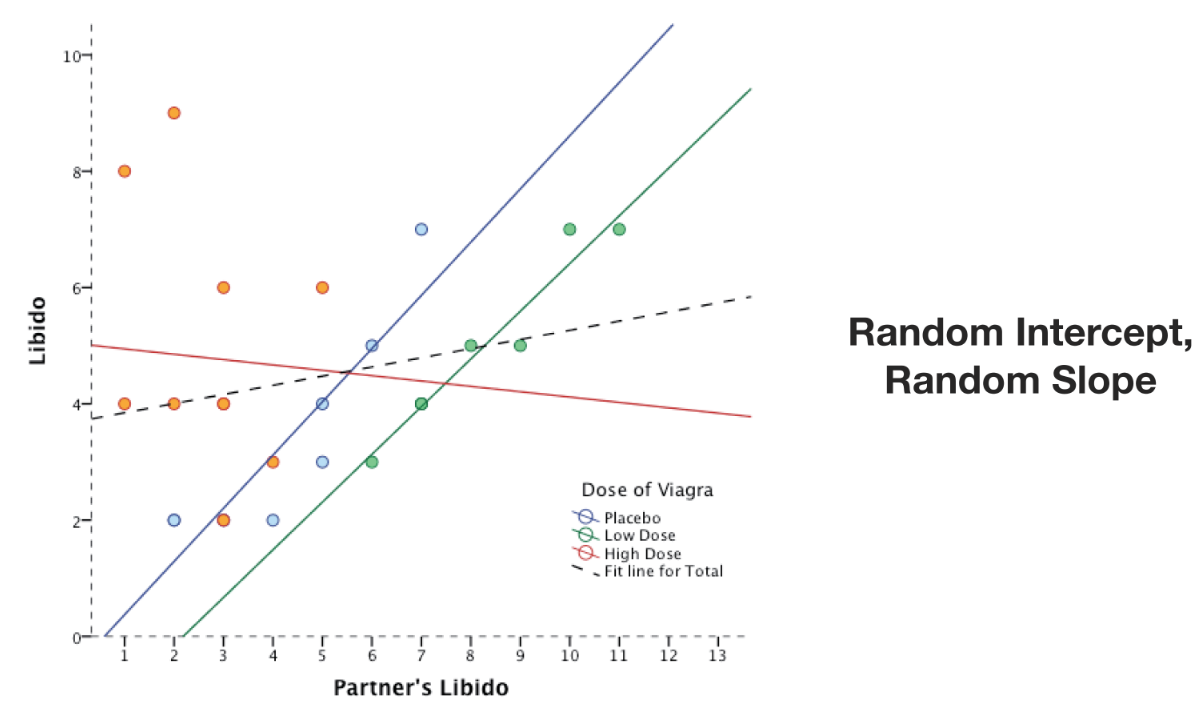 10
8
6
4
2
0
Libido
1 2 3 4 5 6 7 8 9 10 11 12 13
Partner's Libido
Dose of Viagra
Placebo
Low Dose
High Dose
Fit line for Total
Random Intercept,
Random Slope